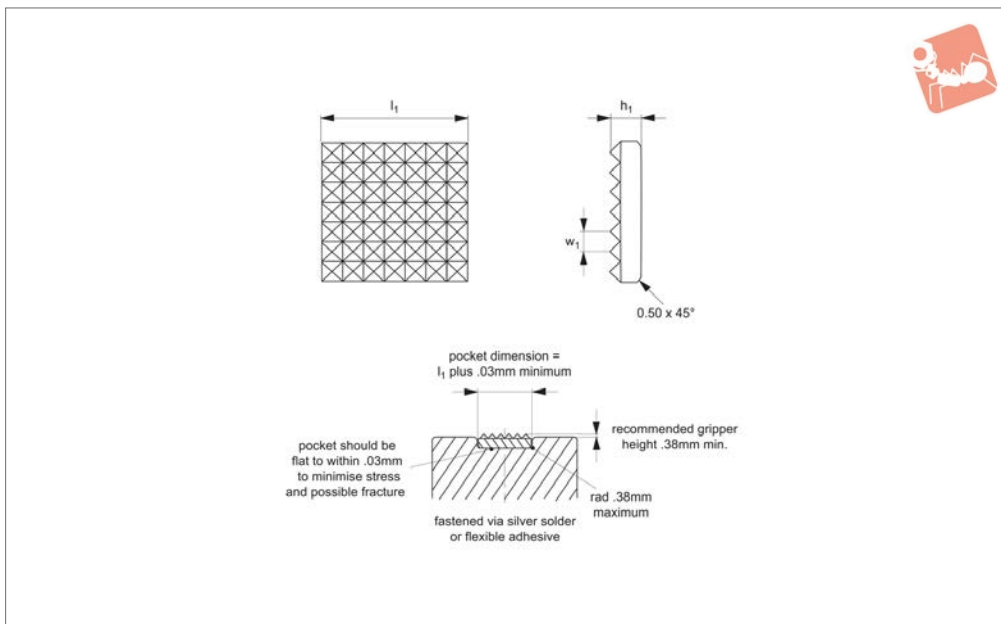 l₁
h₁
w₁
0.50 x 45°
pocket dimension =
l₁ plus .03mm minimum
pocket should be
flat to within .03mm
to minimise stress
and possible fracture
recommended gripper
height .38mm min.
rad .38mm
maximum
fastened via silver solder
or flexible adhesive